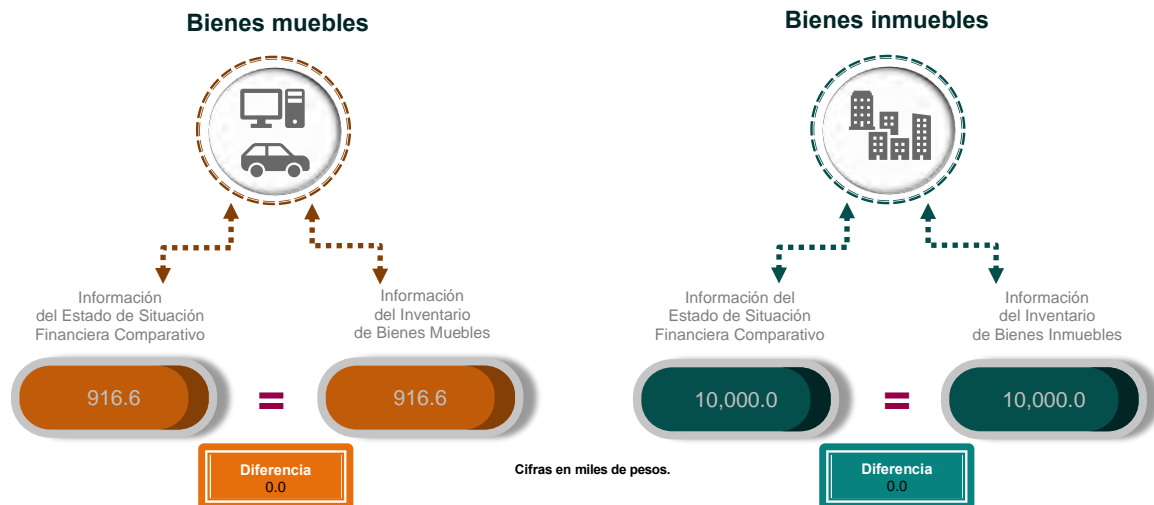 Bienes muebles
Información
del Estado de Situación
Financiera Comparativo
Información
del Inventario
de Bienes Muebles
916.6
=
916.6
Diferencia
0.0
Cifras en miles de pesos.
Bienes inmuebles
Información del
Estado de Situación
Financiera Comparativo
Información
del Inventario
de Bienes Inmuebles
10,000.0
=
10,000.0
Diferencia
0.0